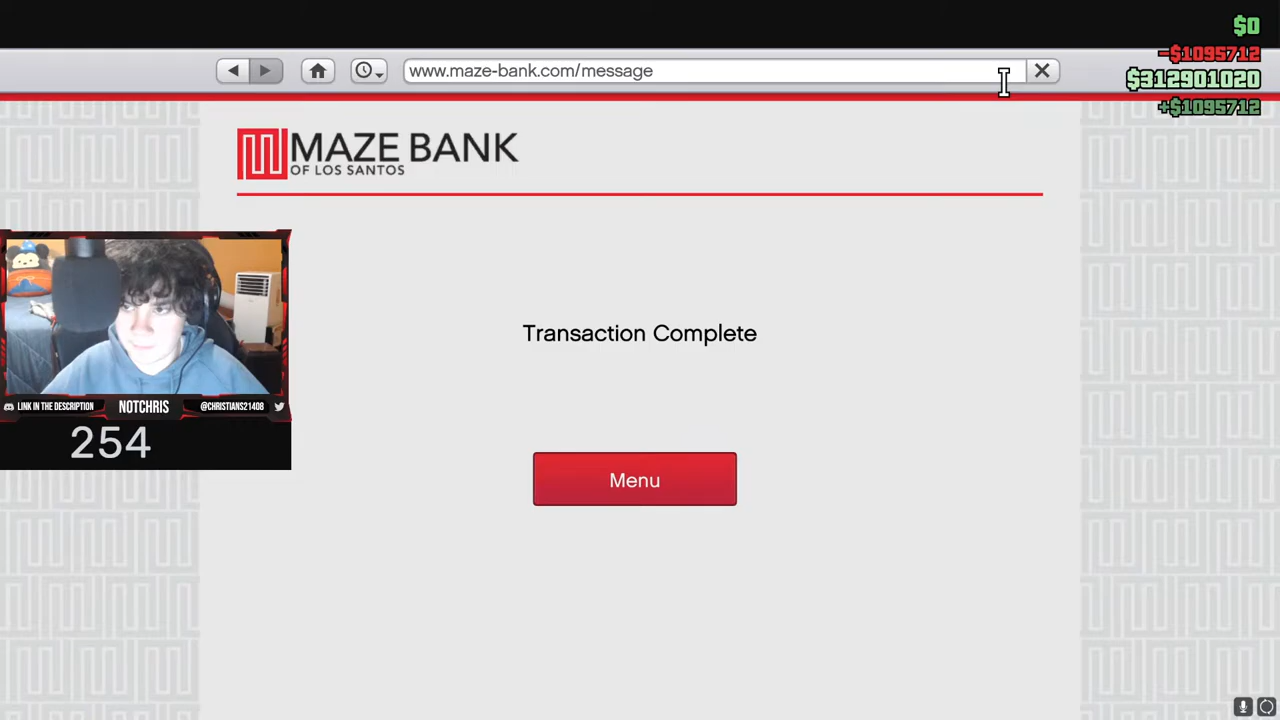 $0
-$1095712
www.maze-bank.com/message
$312901020
+$1095712
MAZE BANK
OF LOS SANTOS
Transaction Complete
LINK IN THE DESCRIPTION
NOTCHRIS
@CHRISTIANS21408
254
Menu